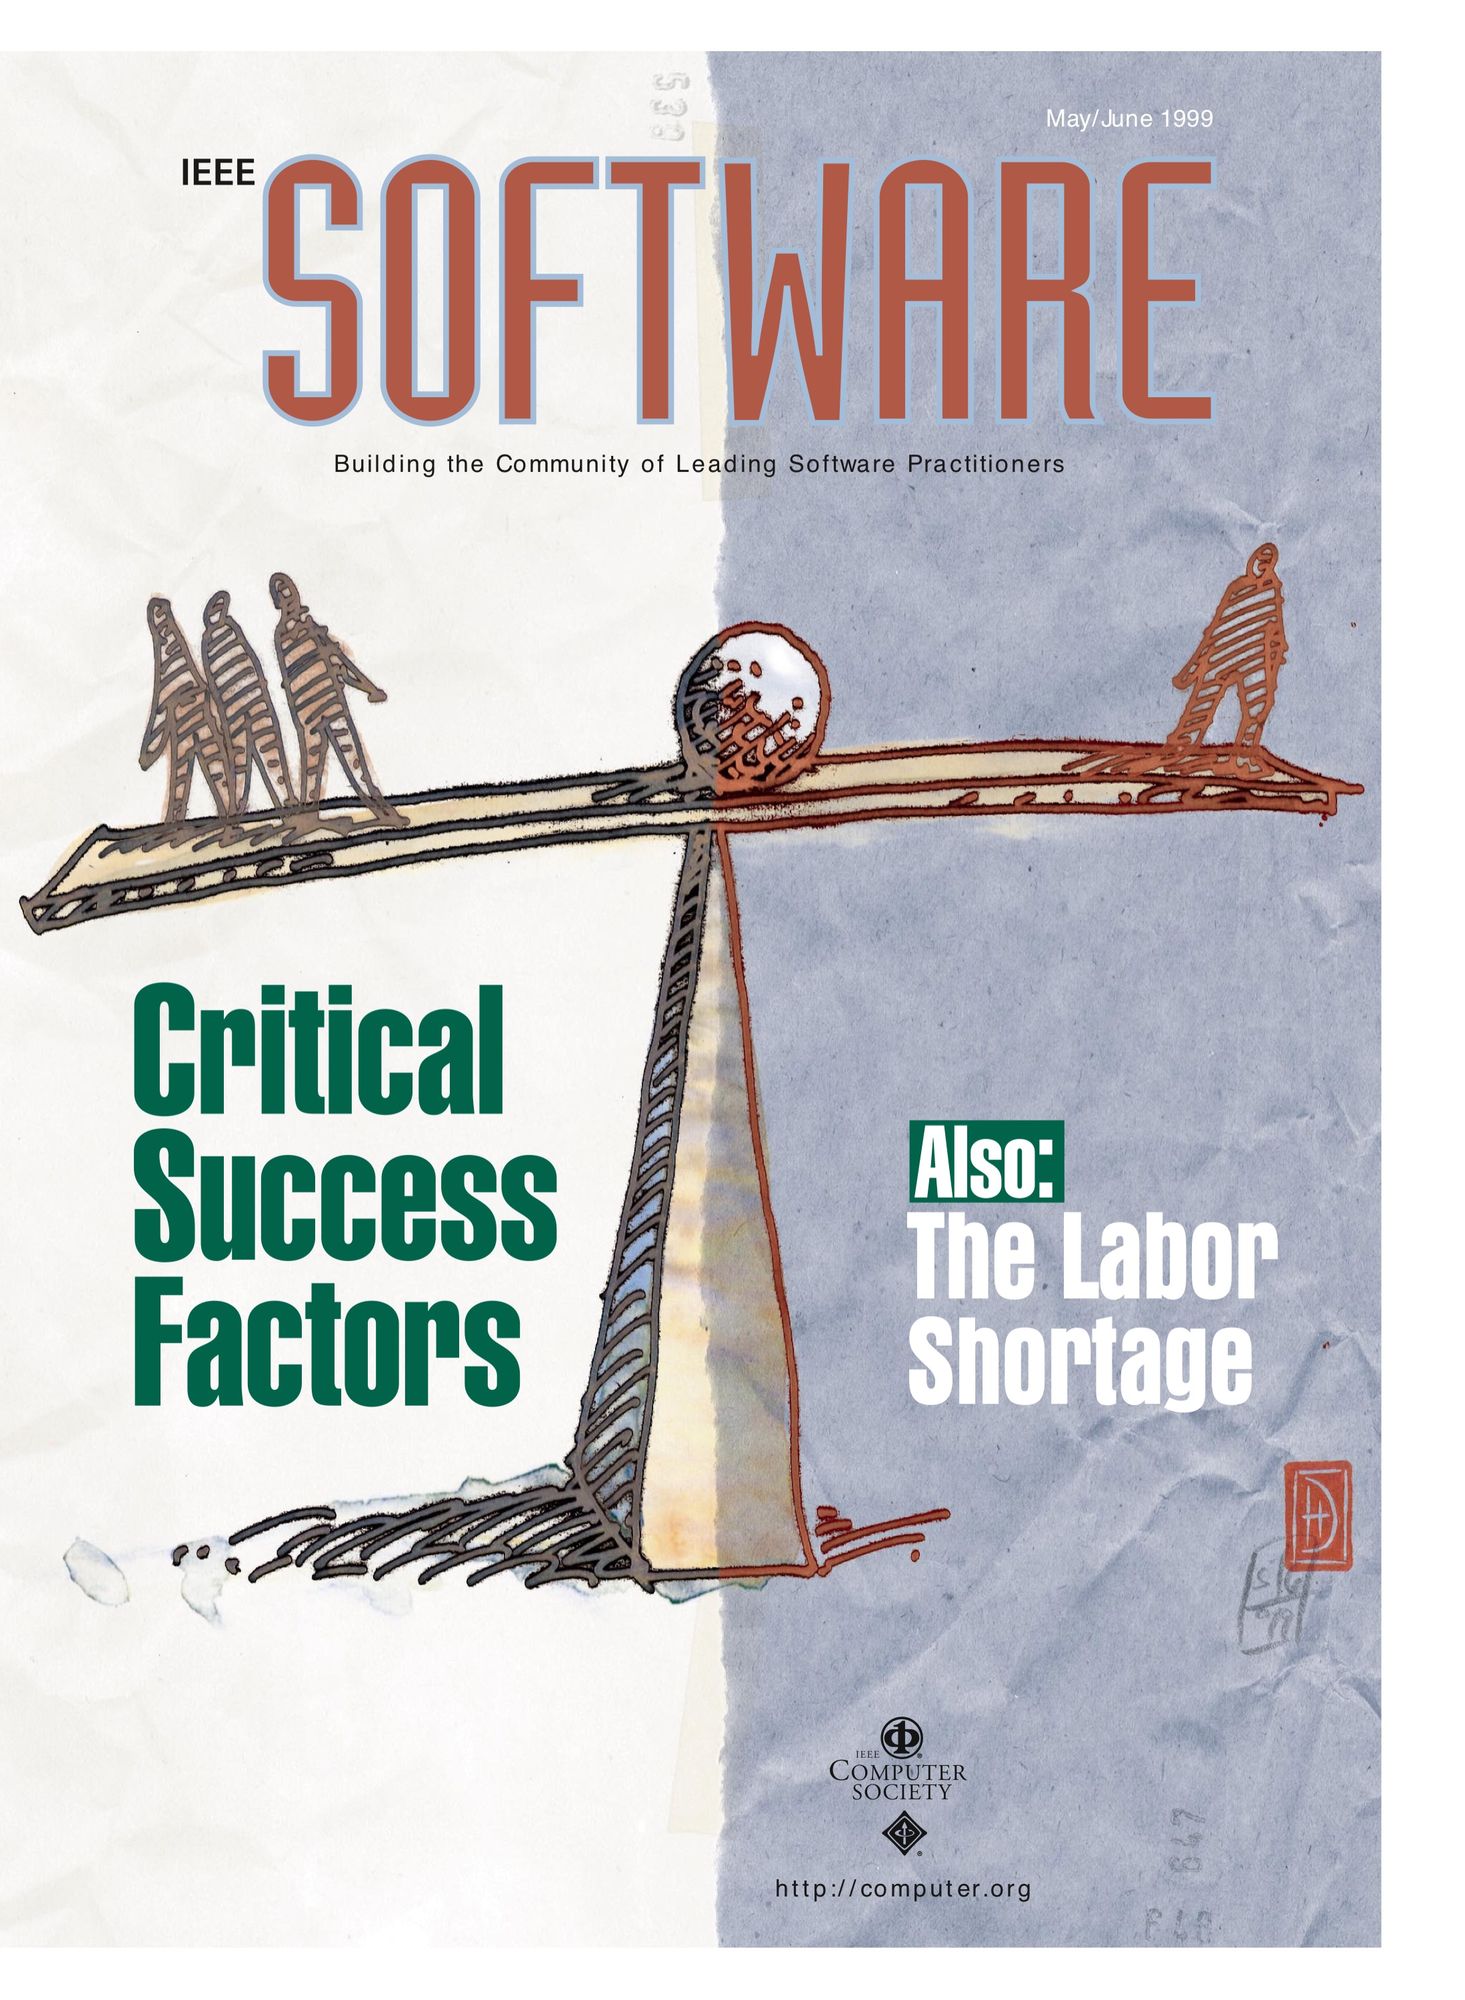 May/June 1999
IEEE
SOFTWARE
Building the Community of Leading Software Practitioners
Critical
Success
Factors
Also:
The Labor
Shortage
IEEE
COMPUTER
SOCIETY
http://computer.org